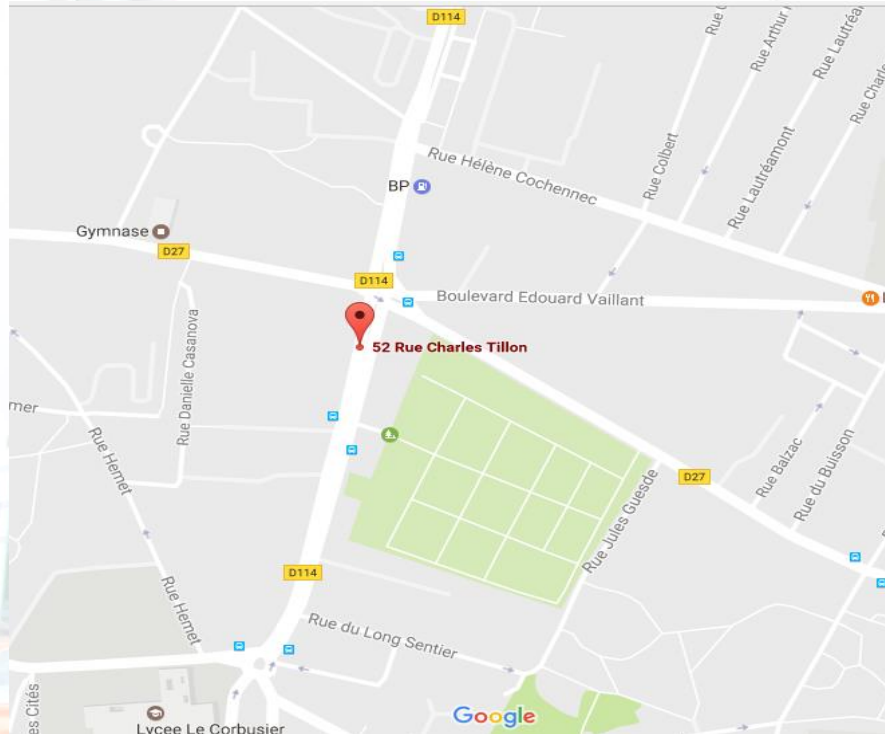 D114
Rue Arthur
Rue Lautréamont
Rue Charle
Rue Colbert
Rue Hélène Cochennec
Rue Lautréamont
BP
Gymnase
D27
D114
Boulevard Edouard Vaillant
52 Rue Charles Tillon
Rue Danielle Casanova
mer
Rue Hemet
D27
Rue Balzac
Rue du Buisson
Rue Jules Guesde
D114
Rue Hemet
Rue du Long Sentier
es Cités
Google
Lycee Le Corbusier